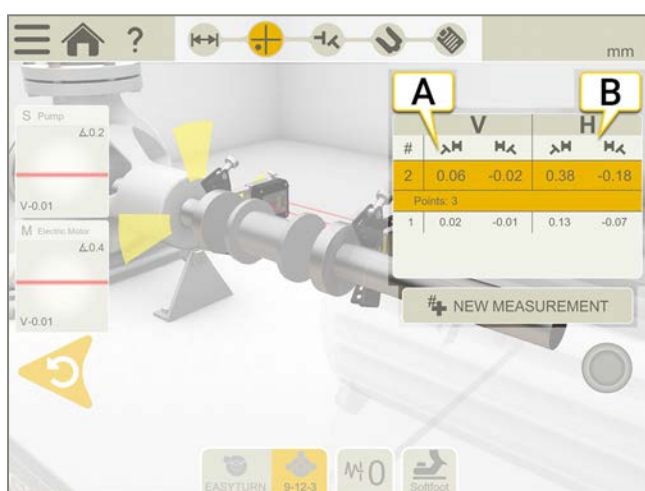 ?
mm
A
B
S Pump
∡0.2
V-0.01
M Electric Motor
∡0.4
V-0.01
V H
#
2 0.06 -0.02 0.38 -0.18
Points: 3
1 0.02 -0.01 0.13 -0.07
# NEW MEASUREMENT
EASYTURN 9-12-3 0 Softfoot